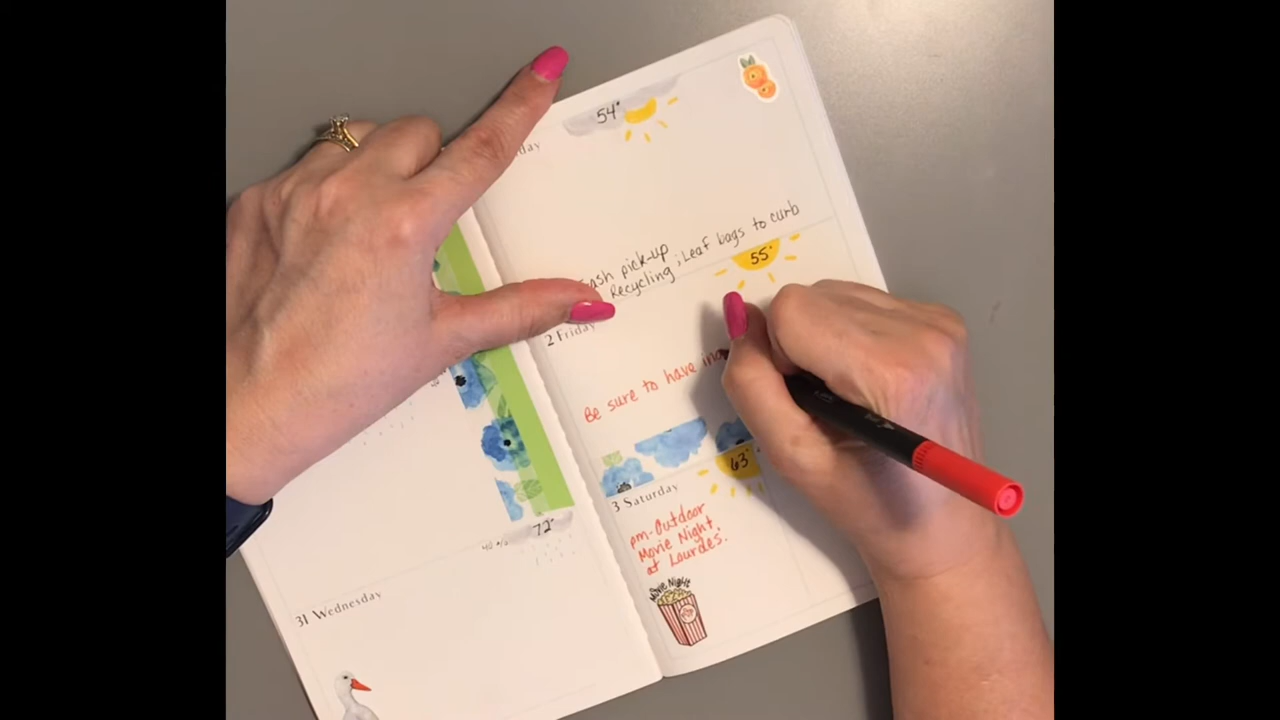 72°
31 Wednesday
54°
day
pick-up
Recycling ; Leaf bags to curb
55°
2 Friday
Be sure to have
63°
3 Saturday
pm-Outdoor
Movie Night
at Lourdes.
Movie Night